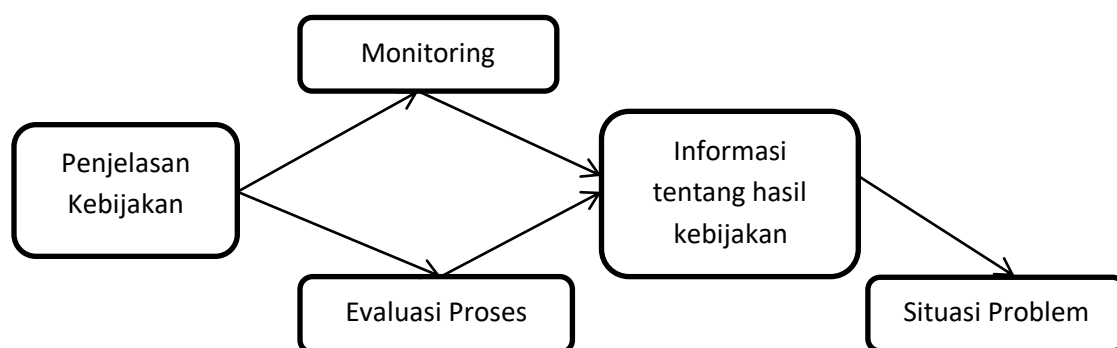 Monitoring
Penjelasan
Kebijakan
Informasi
tentang hasil
kebijakan
Evaluasi Proses
Situasi Problem